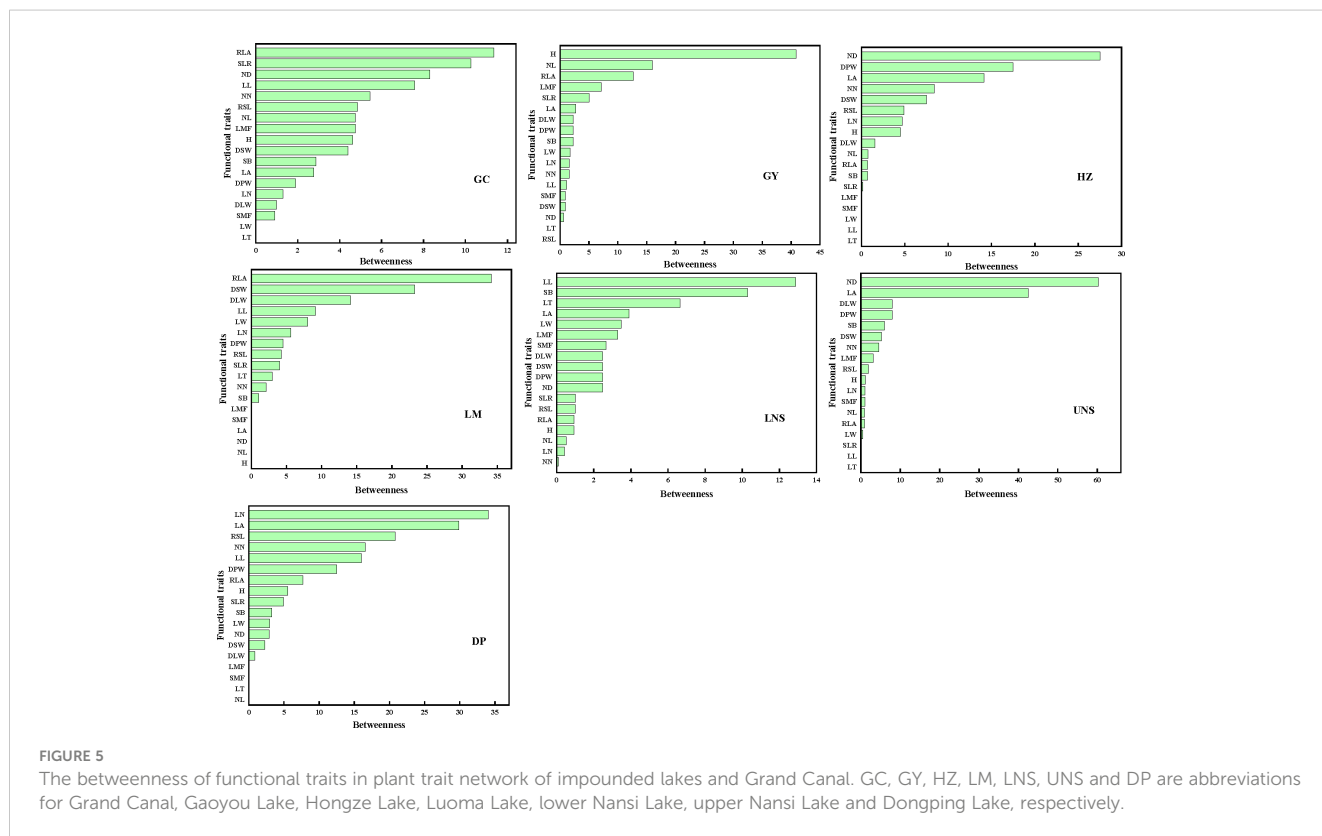 RLA
SLR
ND
LL
NN
RSL
NL
LMF
H
DSW
SB
LA
DPW
LN
DLW
SMF
LW
LT
Functional traits
GC
0 2 4 6 8 10 12
Betweenness
H
NL
RLA
LMF
SLR
LA
DLW
DPW
SB
LW
LN
NN
LL
SMF
DSW
ND
LT
RSL
Functional traits
GY
0 5 10 15 20 25 30 35 40 45
Betweenness
ND
DPW
LA
NN
DSW
RSL
LN
H
DLW
NL
RLA
SB
SLR
LMF
SMF
LW
LL
LT
Functional traits
HZ
0 5 10 15 20 25 30
Betweenness
RLA
DSW
DLW
LL
LW
LN
DPW
RSL
SLR
LT
NN
SB
LMF
SMF
LA
ND
NL
H
Functional traits
LM
0 5 10 15 20 25 30 35
Betweenness
LL
SB
LT
LA
LW
LMF
SMF
DLW
DSW
DPW
ND
SLR
RSL
RLA
H
NL
LN
NN
Functional traits
LNS
0 2 4 6 8 10 12 14
Betweenness
ND
LA
DLW
DPW
SB
DSW
NN
LMF
RSL
H
LN
SMF
NL
RLA
LW
SLR
LL
LT
Functional traits
UNS
0 10 20 30 40 50 60
Betweenness
LN
LA
RSL
NN
LL
DPW
RLA
H
SLR
SB
LW
ND
DSW
DLW
LMF
SMF
LT
NL
Functional traits
DP
0 5 10 15 20 25 30 35
Betweenness
FIGURE 5
The betweenness of functional traits in plant trait network of impounded lakes and Grand Canal. GC, GY, HZ, LM, LNS, UNS and DP are abbreviations
for Grand Canal, Gaoyou Lake, Hongze Lake, Luoma Lake, lower Nansi Lake, upper Nansi Lake and Dongping Lake, respectively.